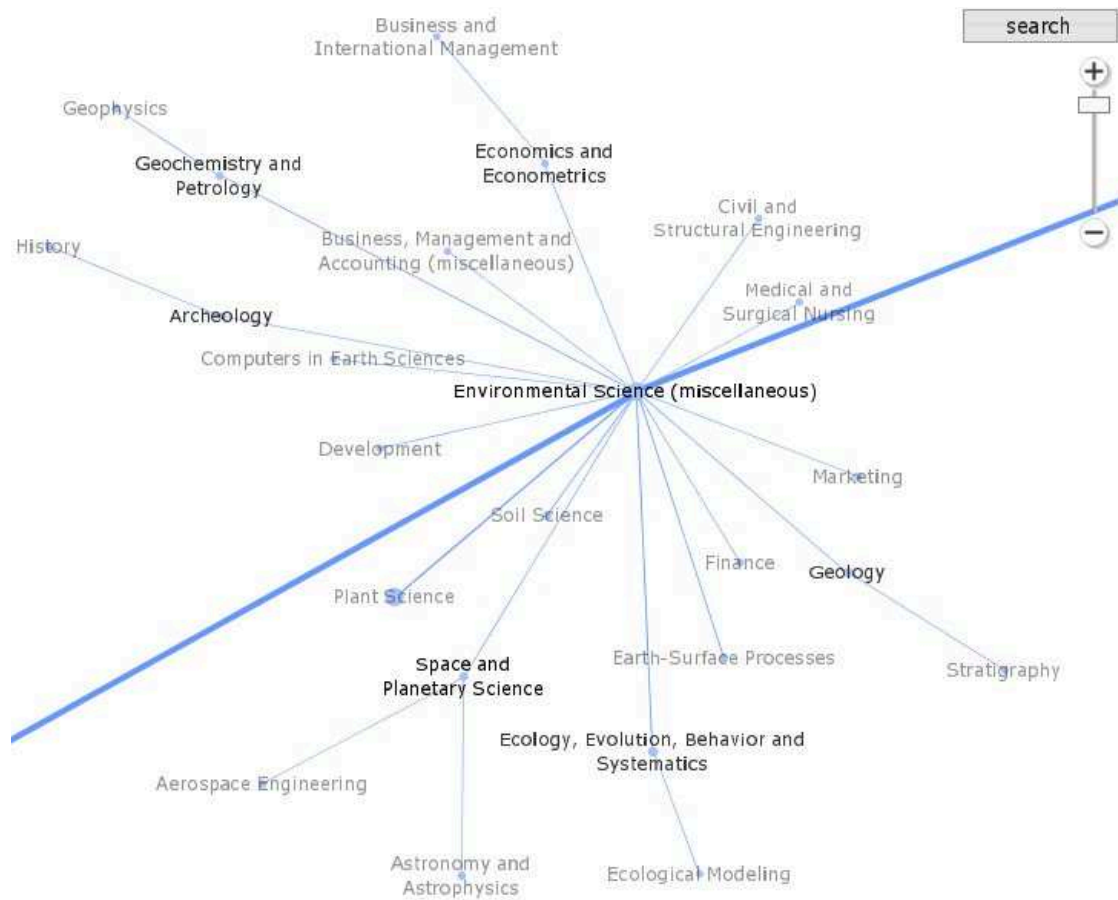 Business and
International Management
search
Geophysics
Geochemistry and
Petrology
Economics and
Econometrics
Civil and
Structural Engineering
History
Business, Management and
Accounting (miscellaneous)
Medical and
Surgical Nursing
Archeology
Computers in Earth Sciences
Environmental Science (miscellaneous)
Development
Marketing
Soil Science
Finance
Geology
Plant Science
Earth-Surface Processes
Stratigraphy
Space and
Planetary Science
Ecology, Evolution, Behavior and
Systematics
Aerospace Engineering
Astronomy and
Astrophysics
Ecological Modeling